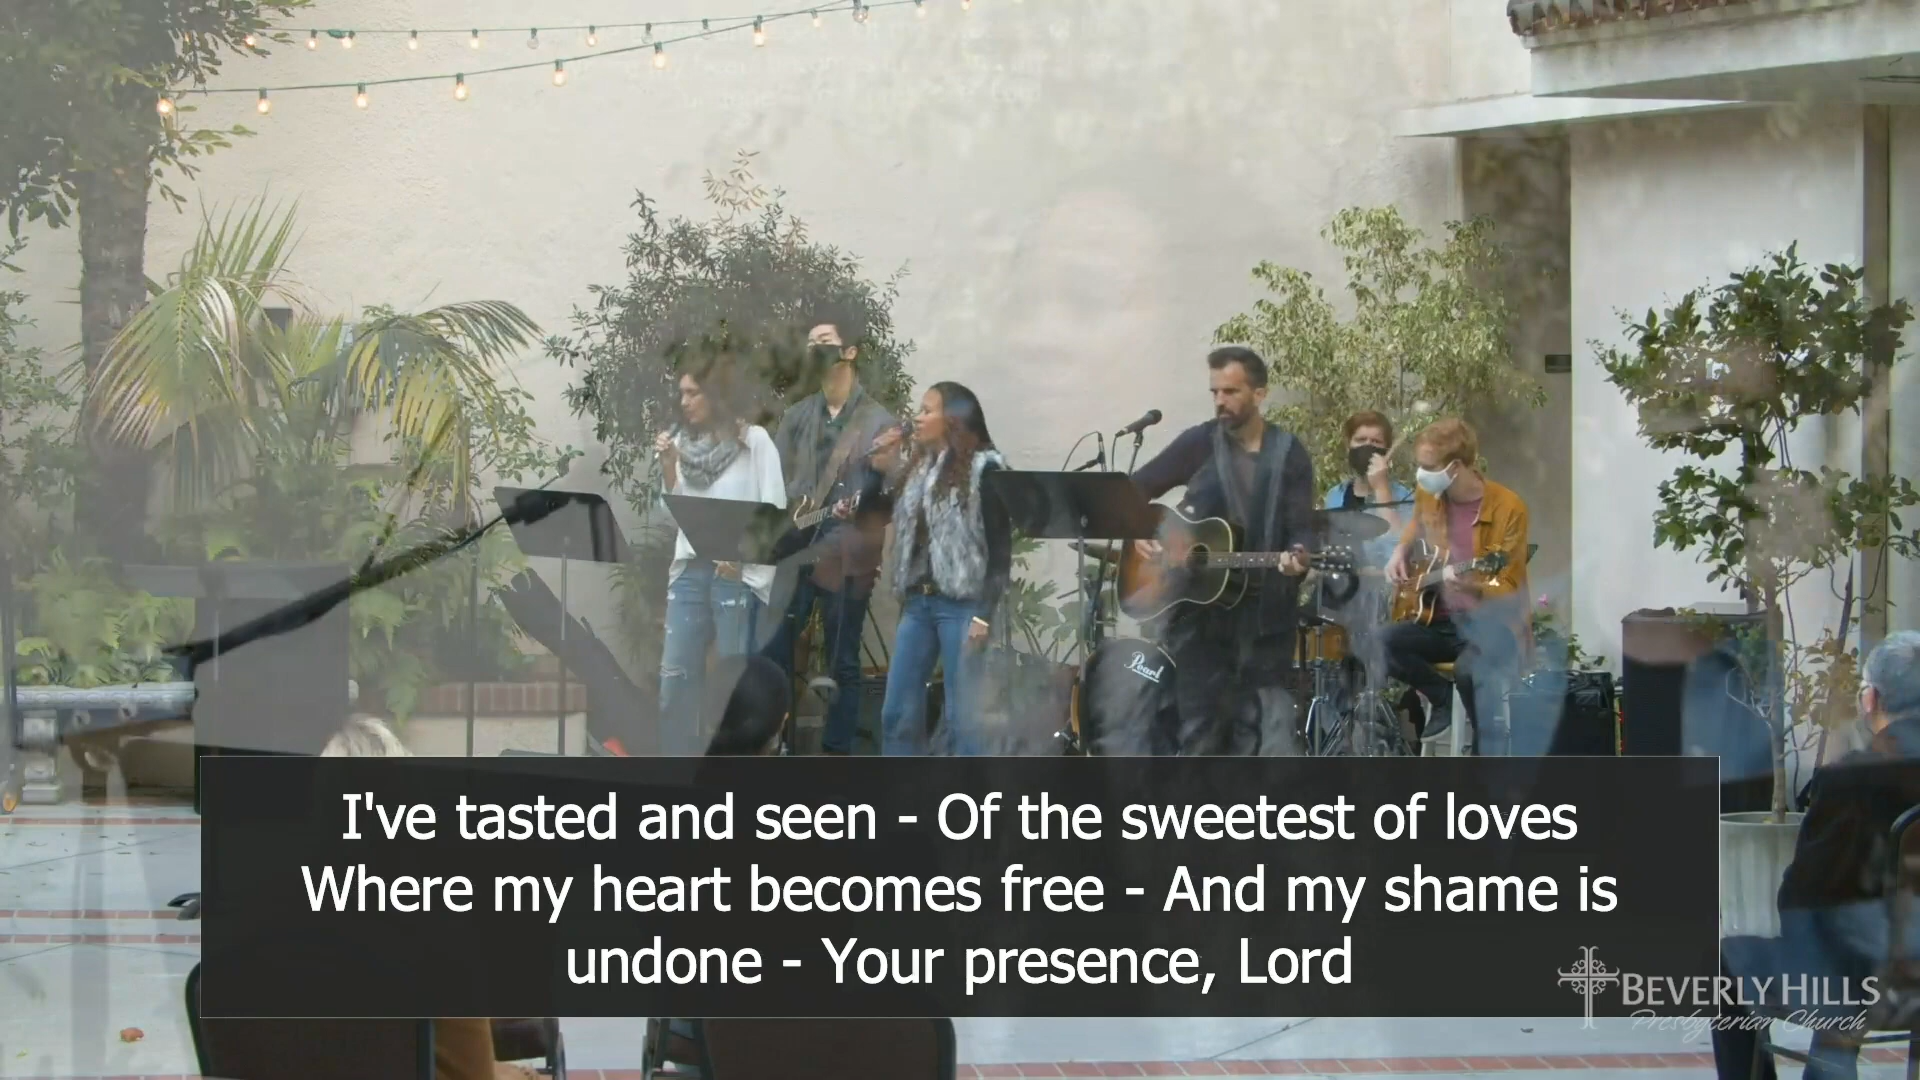 Pearl
I've tasted and seen - Of the sweetest of loves
Where my heart becomes free - And my shame is
undone - Your presence, Lord
BEVERLY HILLS
Presbyterian Church